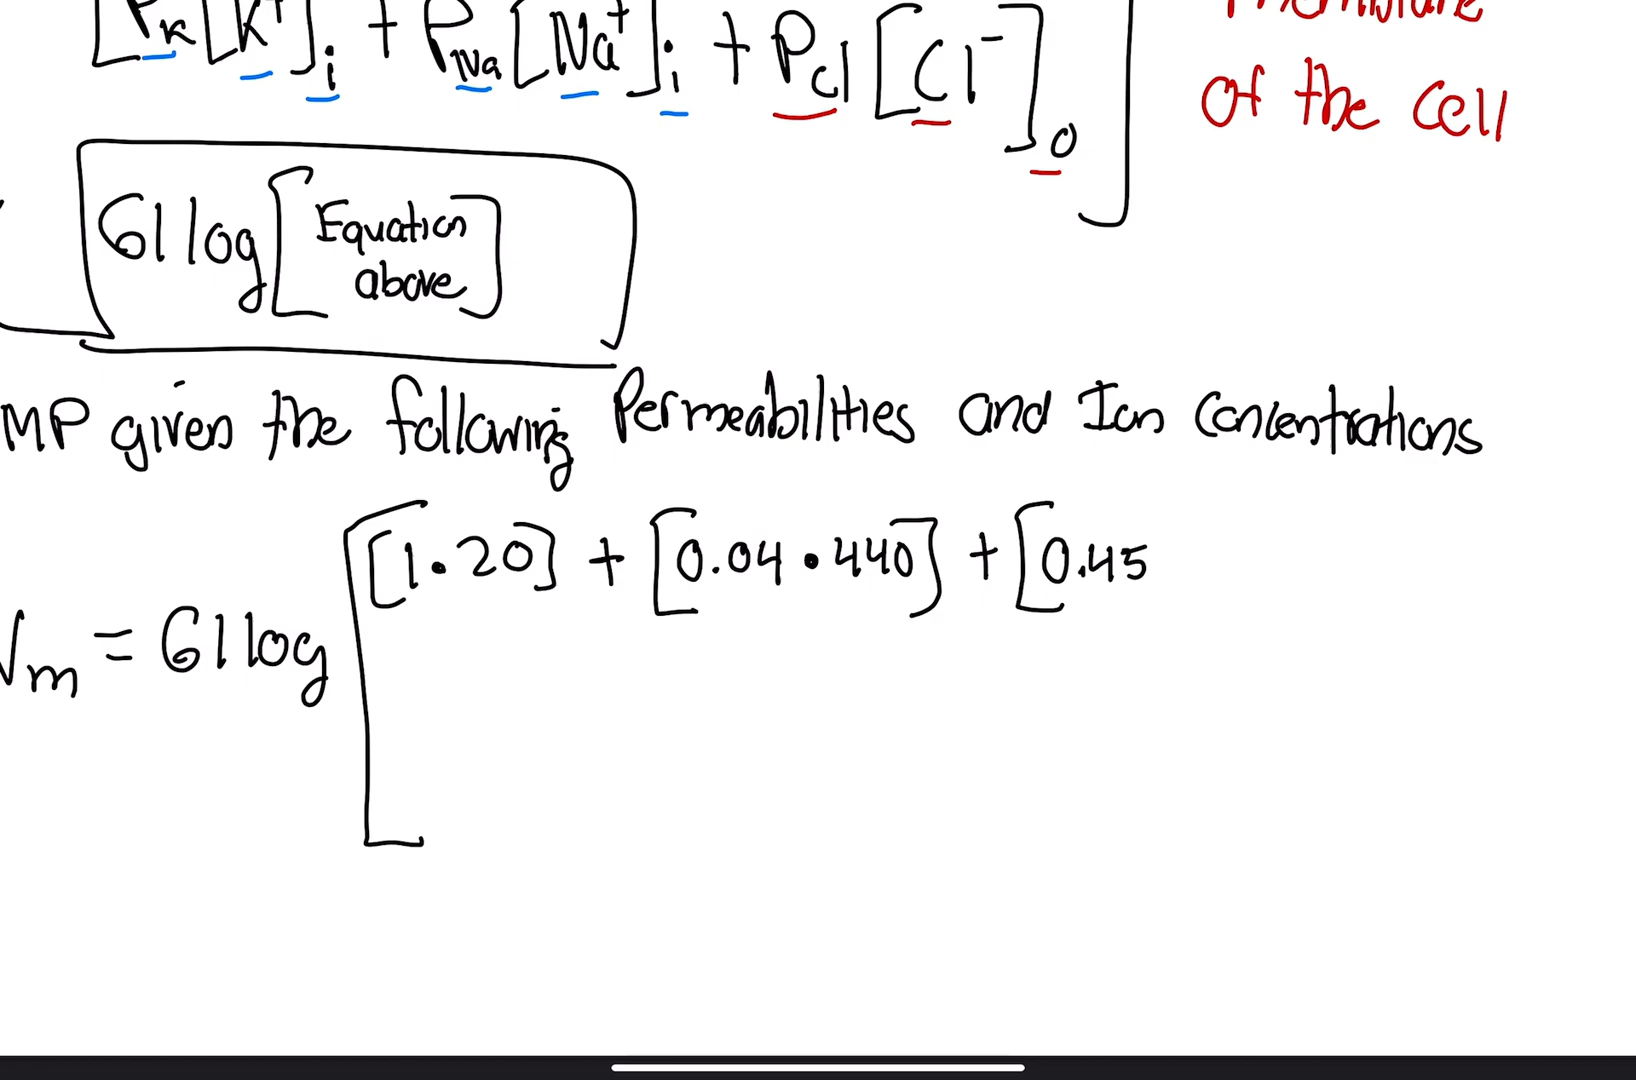 [PK[K+]i + PNa[Na+]i + PCl[Cl-]o]
of the cell
61 log [Equation above]
MP given the following Permeabilities and Ion Concentrations
[1.20] + [0.04 • 440] + [0.45
Vm = 61 log [